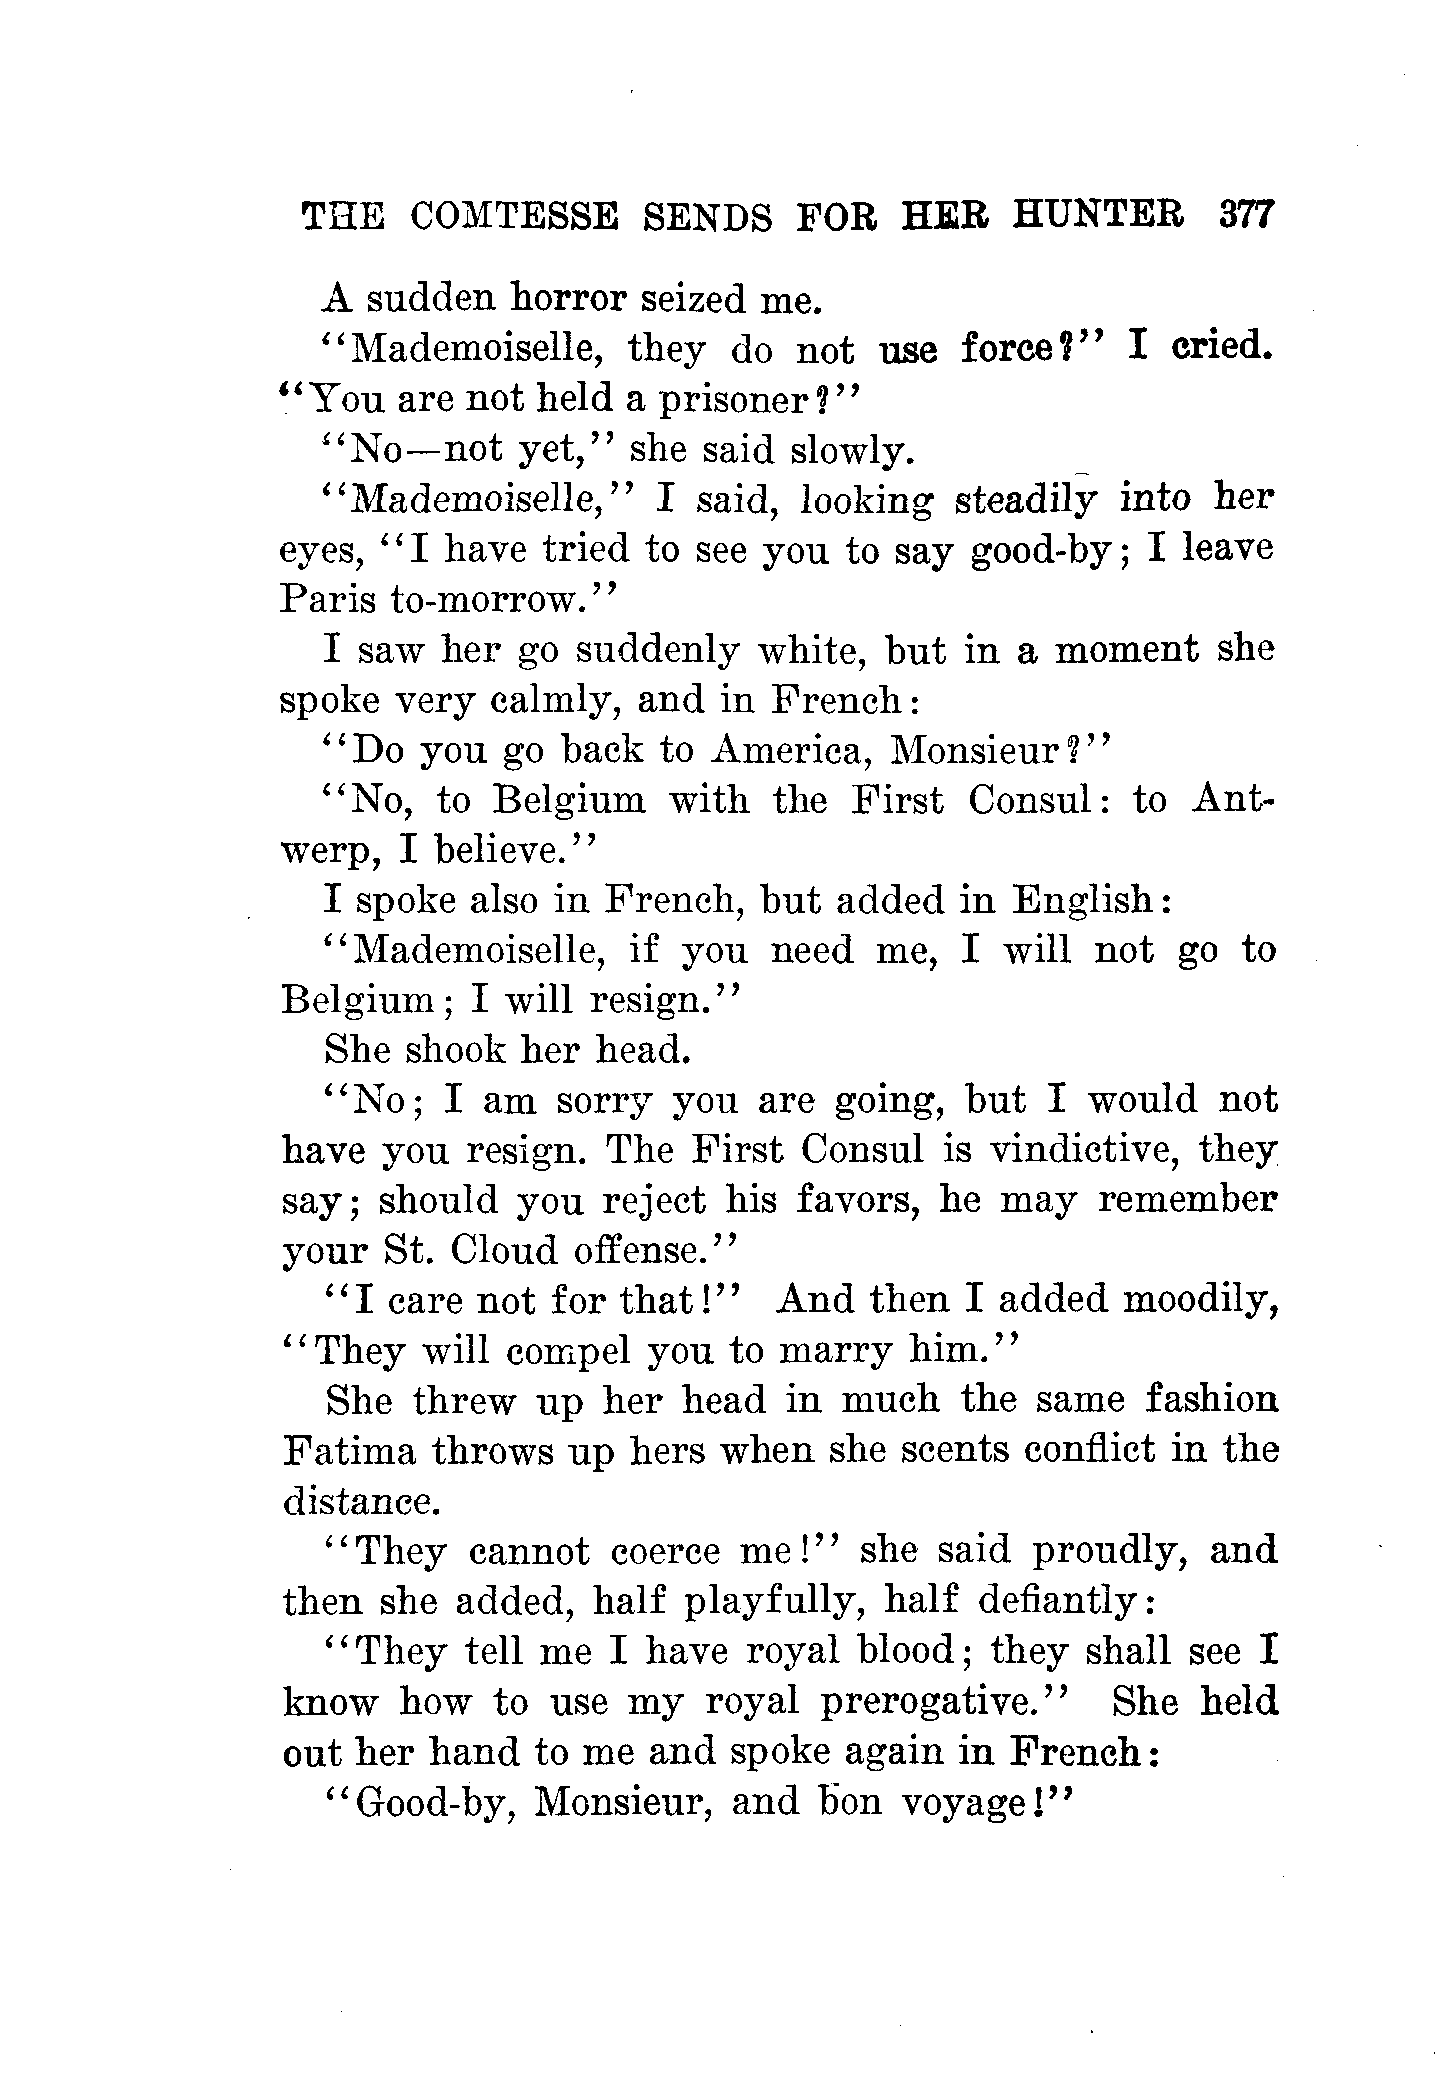 THE COMTESSE SENDS FOR HER HUNTER 377
A sudden horror seized me.
"Mademoiselle, they do not use force?" I cried.
"You are not held a prisoner?"
"No—not yet," she said slowly.
"Mademoiselle," I said, looking steadily into her
eyes, "I have tried to see you to say good-by; I leave
Paris to-morrow."
I saw her go suddenly white, but in a moment she
spoke very calmly, and in French:
"Do you go back to America, Monsieur?"
"No, to Belgium with the First Consul: to Ant-
werp, I believe."
I spoke also in French, but added in English:
"Mademoiselle, if you need me, I will not go to
Belgium; I will resign."
She shook her head.
"No; I am sorry you are going, but I would not
have you resign. The First Consul is vindictive, they
say; should you reject his favors, he may remember
your St. Cloud offense."
"I care not for that!" And then I added moodily,
"They will compel you to marry him."
She threw up her head in much the same fashion
Fatima throws up hers when she scents conflict in the
distance.
"They cannot coerce me!" she said proudly, and
then she added, half playfully, half defiantly:
"They tell me I have royal blood; they shall see I
know how to use my royal prerogative." She held
out her hand to me and spoke again in French:
"Good-by, Monsieur, and bon voyage!"